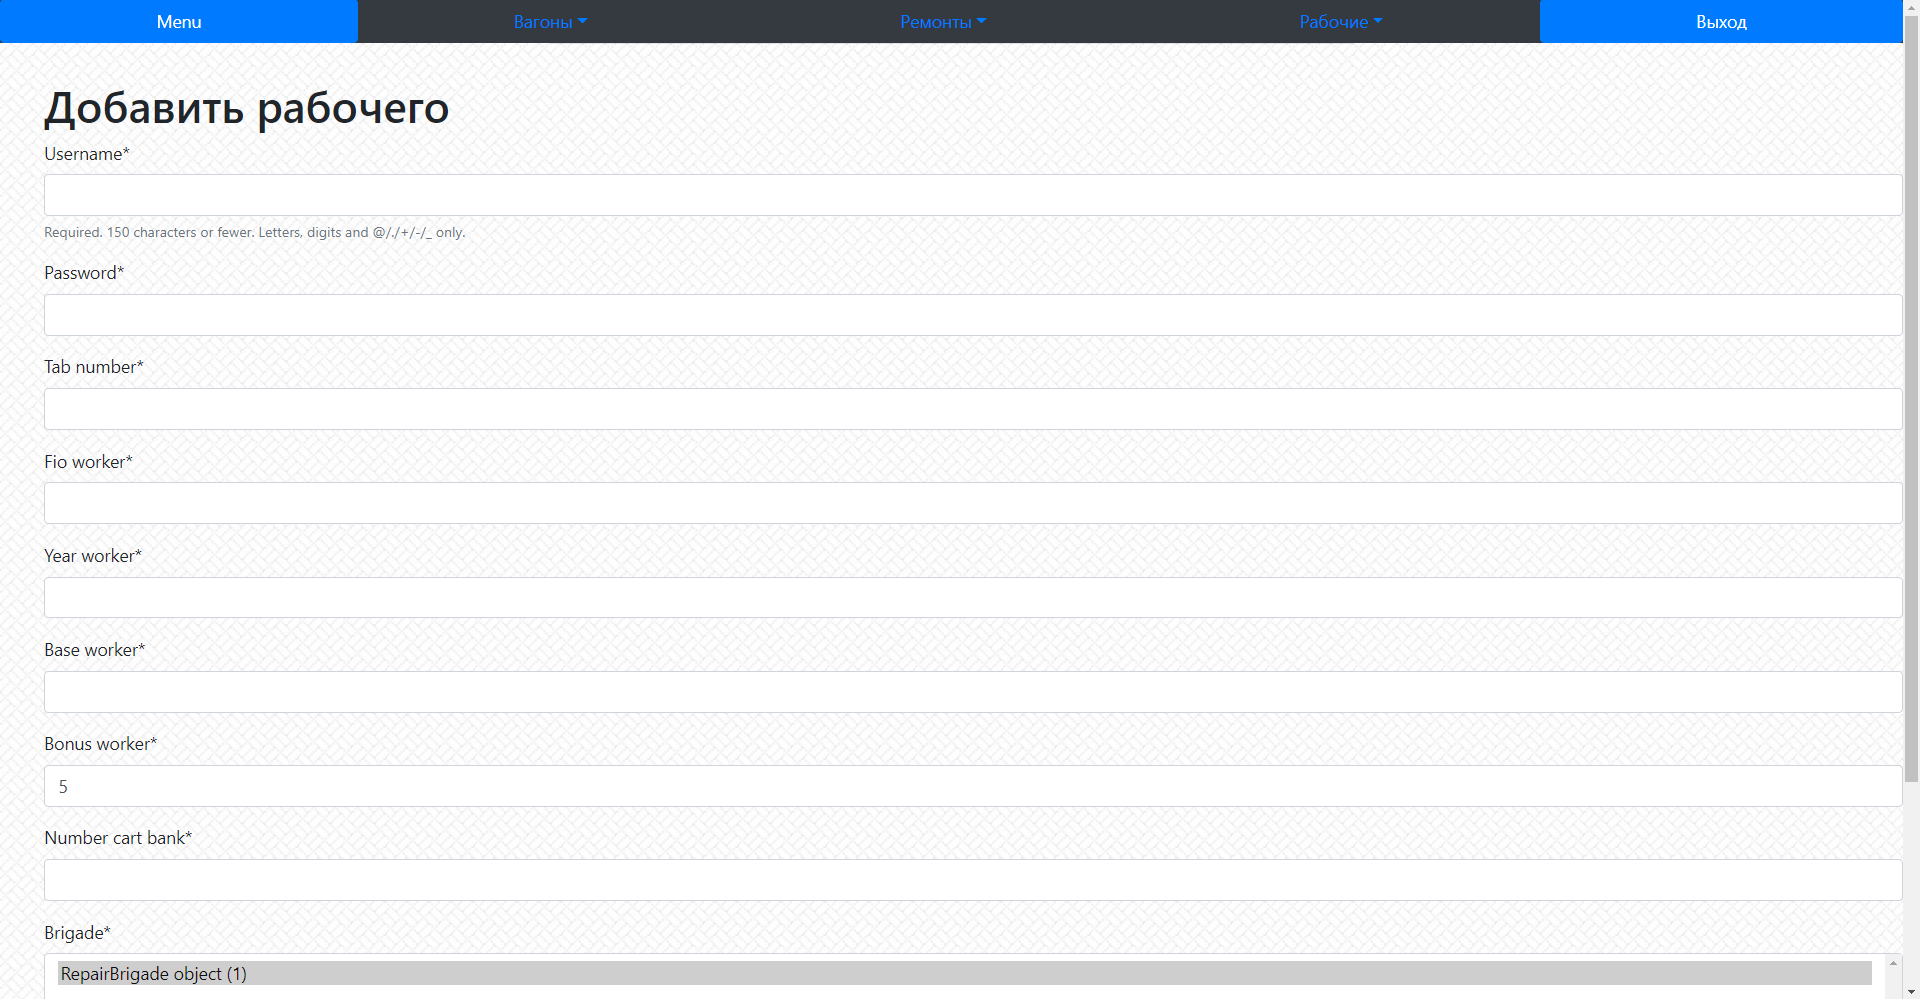 Menu Вагоны Ремонты Рабочие Выход
Добавить рабочего
Username*
Required. 150 characters or fewer. Letters, digits and @/./+/-/_ only.
Password*
Tab number*
Fio worker*
Year worker*
Base worker*
Bonus worker*
5
Number cart bank*
Brigade*
RepairBrigade object (1)